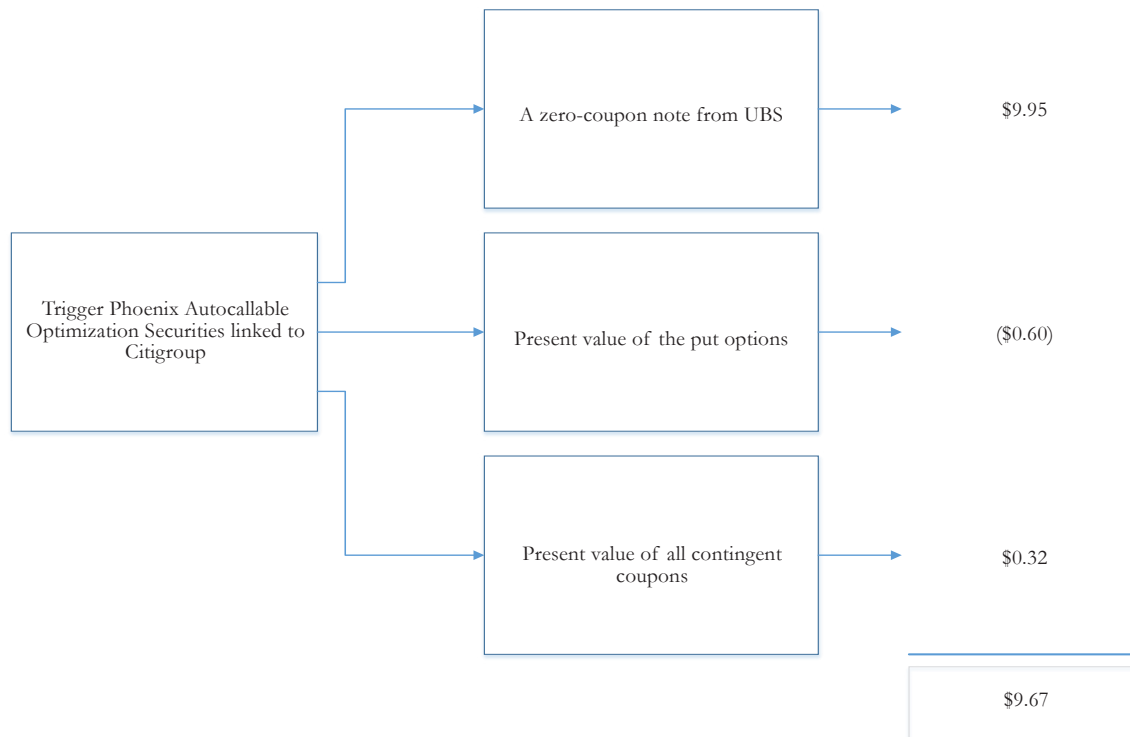 A zero-coupon note from UBS
$9.95
Trigger Phoenix Autocallable
Optimization Securities linked to
Citigroup
Present value of the put options
($0.60)
Present value of all contingent
coupons
$0.32
$9.67